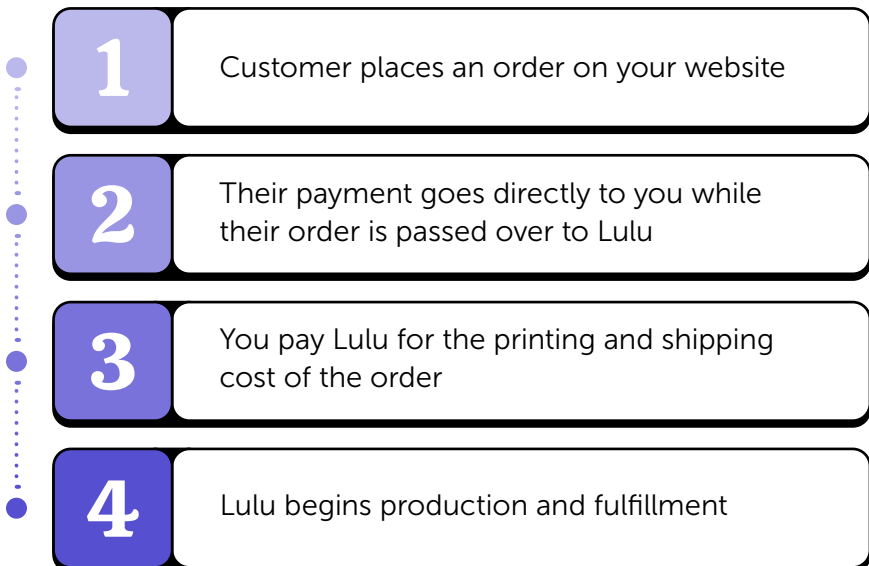 1
Customer places an order on your website
2
Their payment goes directly to you while
their order is passed over to Lulu
3
You pay Lulu for the printing and shipping
cost of the order
4
Lulu begins production and fulfillment